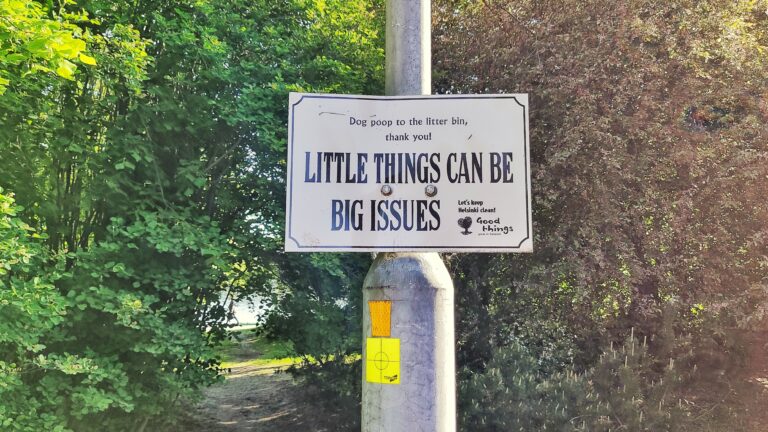 Dog poop to the litter bin,
thank you!
LITTLE THINGS CAN BE
BIG ISSUES
Let's keep
Helsinki clean!
Good
things